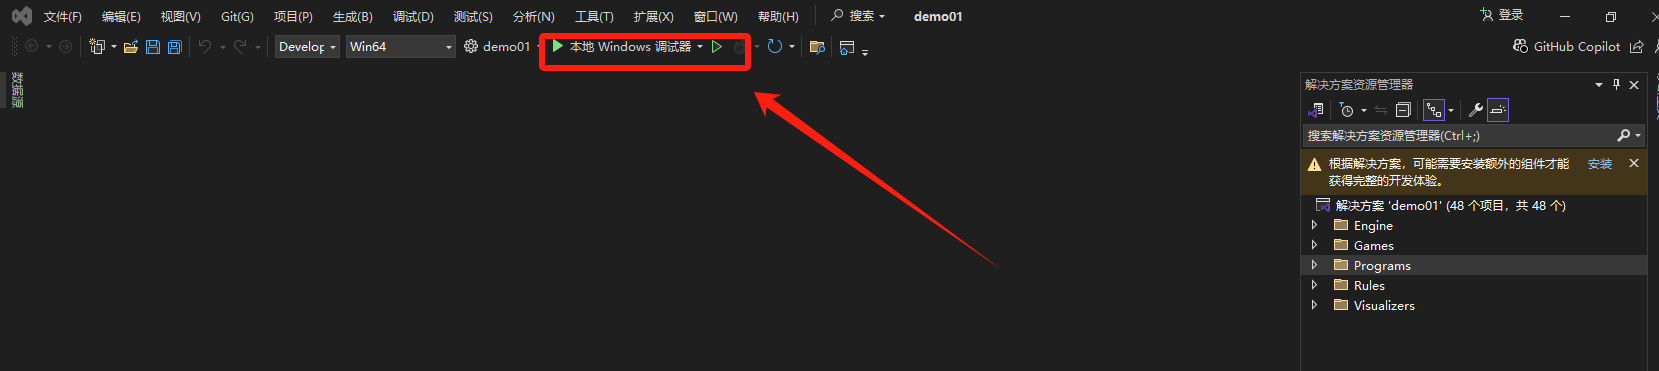 文件(F) 编辑(E) 视图(V) Git(G) 项目(P) 生成(B) 调试(D) 测试(S) 分析(N) 工具(T) 扩展(X) 窗口(W) 帮助(H) 搜索 demo01 登录
Develop Win64 demo01 本地 Windows 调试器 GitHub Copilot
数据源
解决方案资源管理器
搜索解决方案资源管理器(Ctrl+;)
根据解决方案，可能需要安装额外的组件才能 安装
获得完整的开发体验。
解决方案 'demo01' (48 个项目，共 48 个)
Engine
Games
Programs
Rules
Visualizers